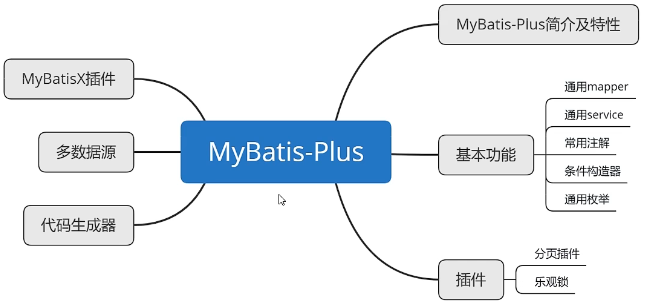 MyBatis-Plus
MyBatis-Plus简介及特性
基本功能
通用mapper
通用service
常用注解
条件构造器
通用枚举
插件
分页插件
乐观锁
MyBatisX插件
多数据源
代码生成器